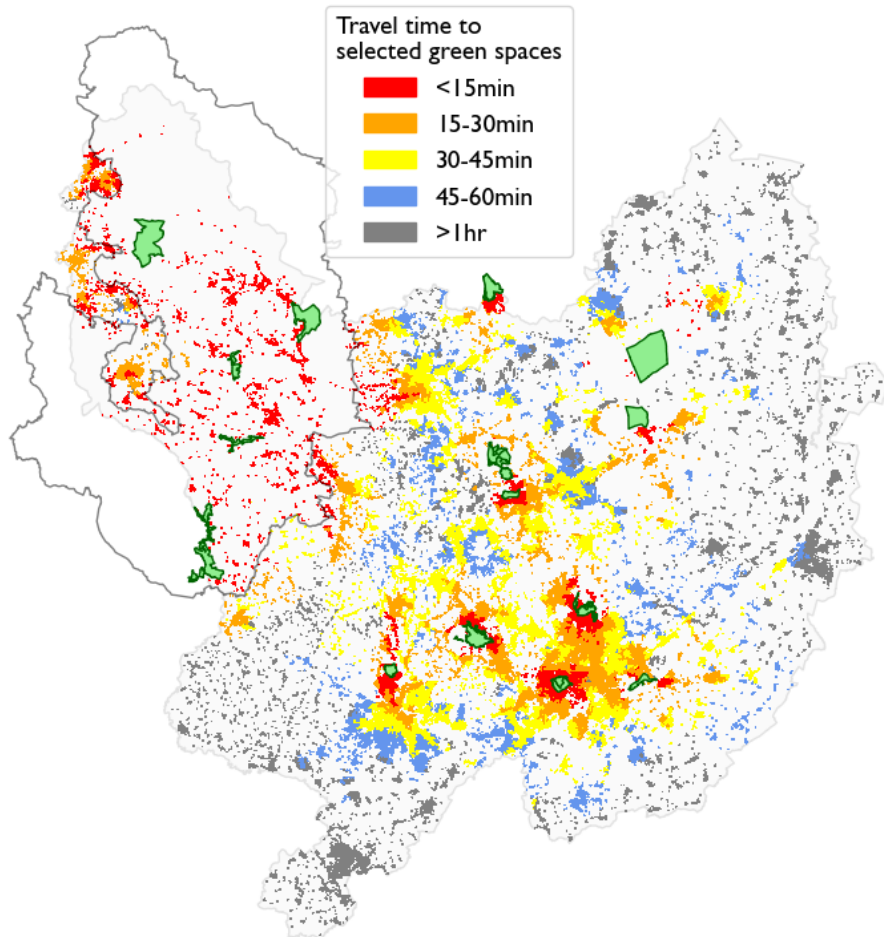 Travel time to
selected green spaces
<15min
15-30min
30-45min
45-60min
>1hr